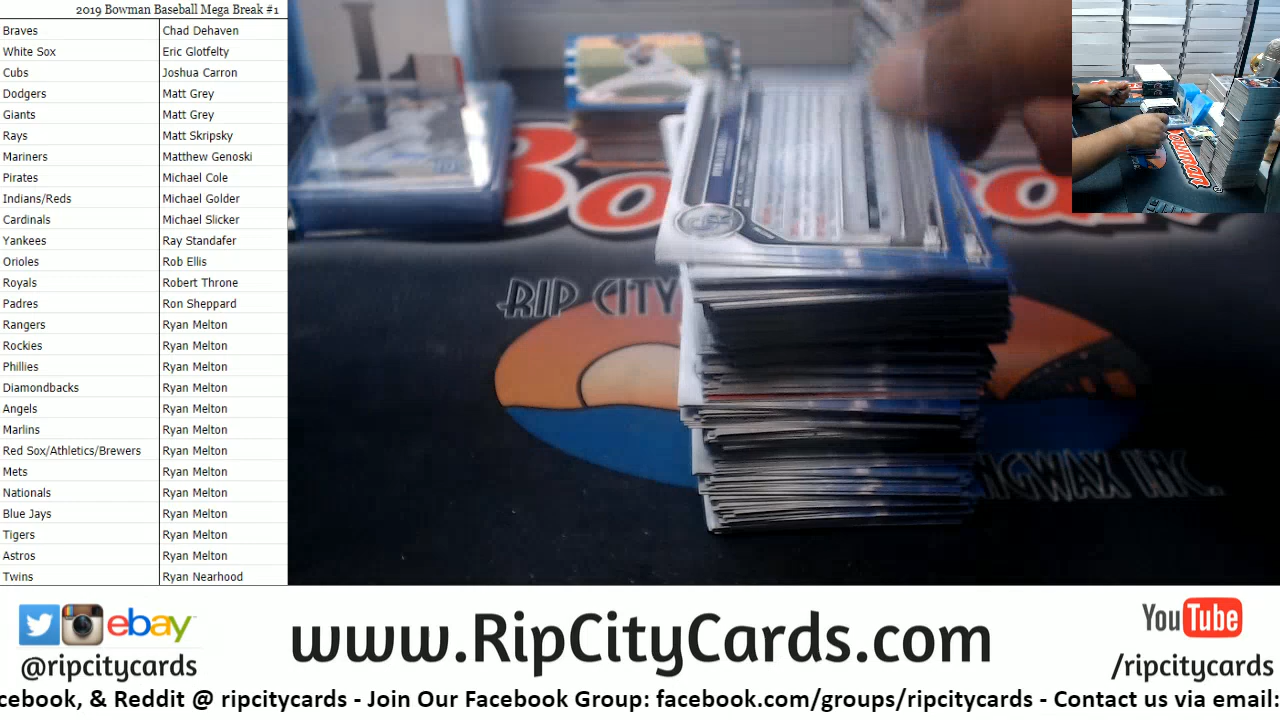 2019 Bowman Baseball Mega Break #1
Braves Chad Dehaven
White Sox Eric Glotfelty
Cubs Joshua Carron
Dodgers Matt Grey
Giants Matt Grey
Rays Matt Skripsky
Mariners Matthew Genoski
Pirates Michael Cole
Indians/Reds Michael Golder
Cardinals Michael Slicker
Yankees Ray Standafer
Orioles Rob Ellis
Royals Robert Throne
Padres Ron Sheppard
Rangers Ryan Melton
Rockies Ryan Melton
Phillies Ryan Melton
Diamondbacks Ryan Melton
Angels Ryan Melton
Marlins Ryan Melton
Red Sox/Athletics/Brewers Ryan Melton
Mets Ryan Melton
Nationals Ryan Melton
Blue Jays Ryan Melton
Tigers Ryan Melton
Astros Ryan Melton
Twins Ryan Nearhood
RIP CITY
INC.
ebay
@ripcitycards
www.RipCityCards.com
YouTube
/ripcitycards
cebook, & Reddit @ ripcitycards - Join Our Facebook Group: facebook.com/groups/ripcitycards - Contact us via email: